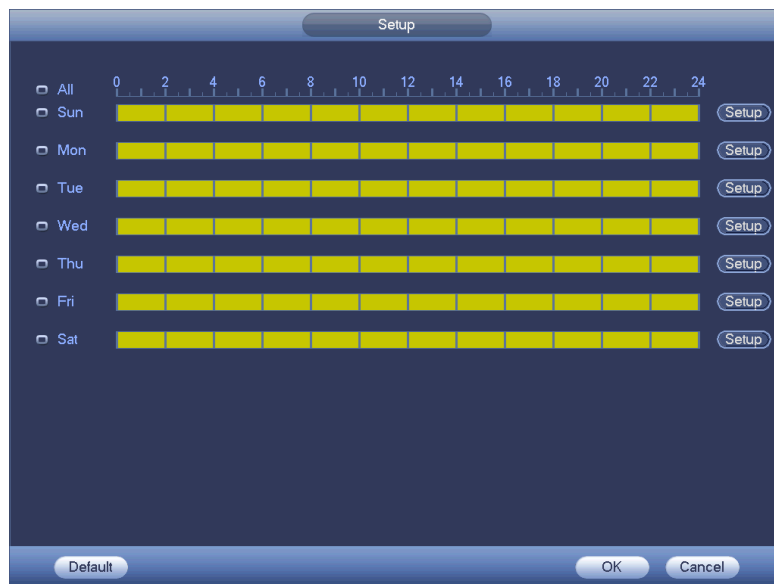 Setup
All 0 2 4 6 8 10 12 14 16 18 20 22 24
Sun Setup
Mon Setup
Tue Setup
Wed Setup
Thu Setup
Fri Setup
Sat Setup
Default OK Cancel